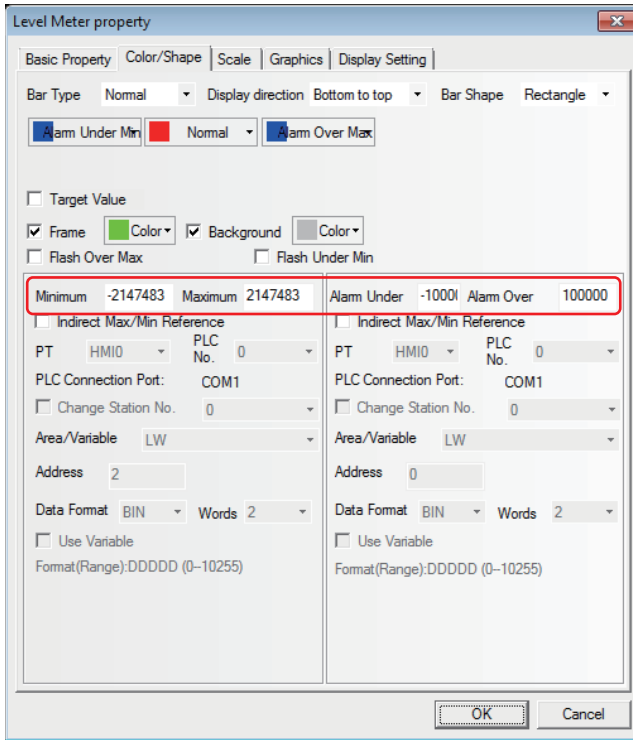 Level Meter property
Basic Property Color/Shape Scale Graphics Display Setting
Bar Type Normal Display direction Bottom to top Bar Shape Rectangle
Alarm Under Min Normal Alarm Over Max
Target Value
Frame Color Background Color
Flash Over Max Flash Under Min
Minimum -2147483 Maximum 2147483 Alarm Under -1000 Alarm Over 100000
Indirect Max/Min Reference Indirect Max/Min Reference
PT HMI0 PLC No. 0 PT HMI0 PLC No. 0
PLC Connection Port: COM1 PLC Connection Port: COM1
Change Station No. 0 Change Station No. 0
Area/Variable LW Area/Variable LW
Address 2 Address 0
Data Format BIN Words 2 Data Format BIN Words 2
Use Variable Use Variable
Format(Range):DDDDD (0--10255) Format(Range):DDDDD (0--10255)
OK Cancel